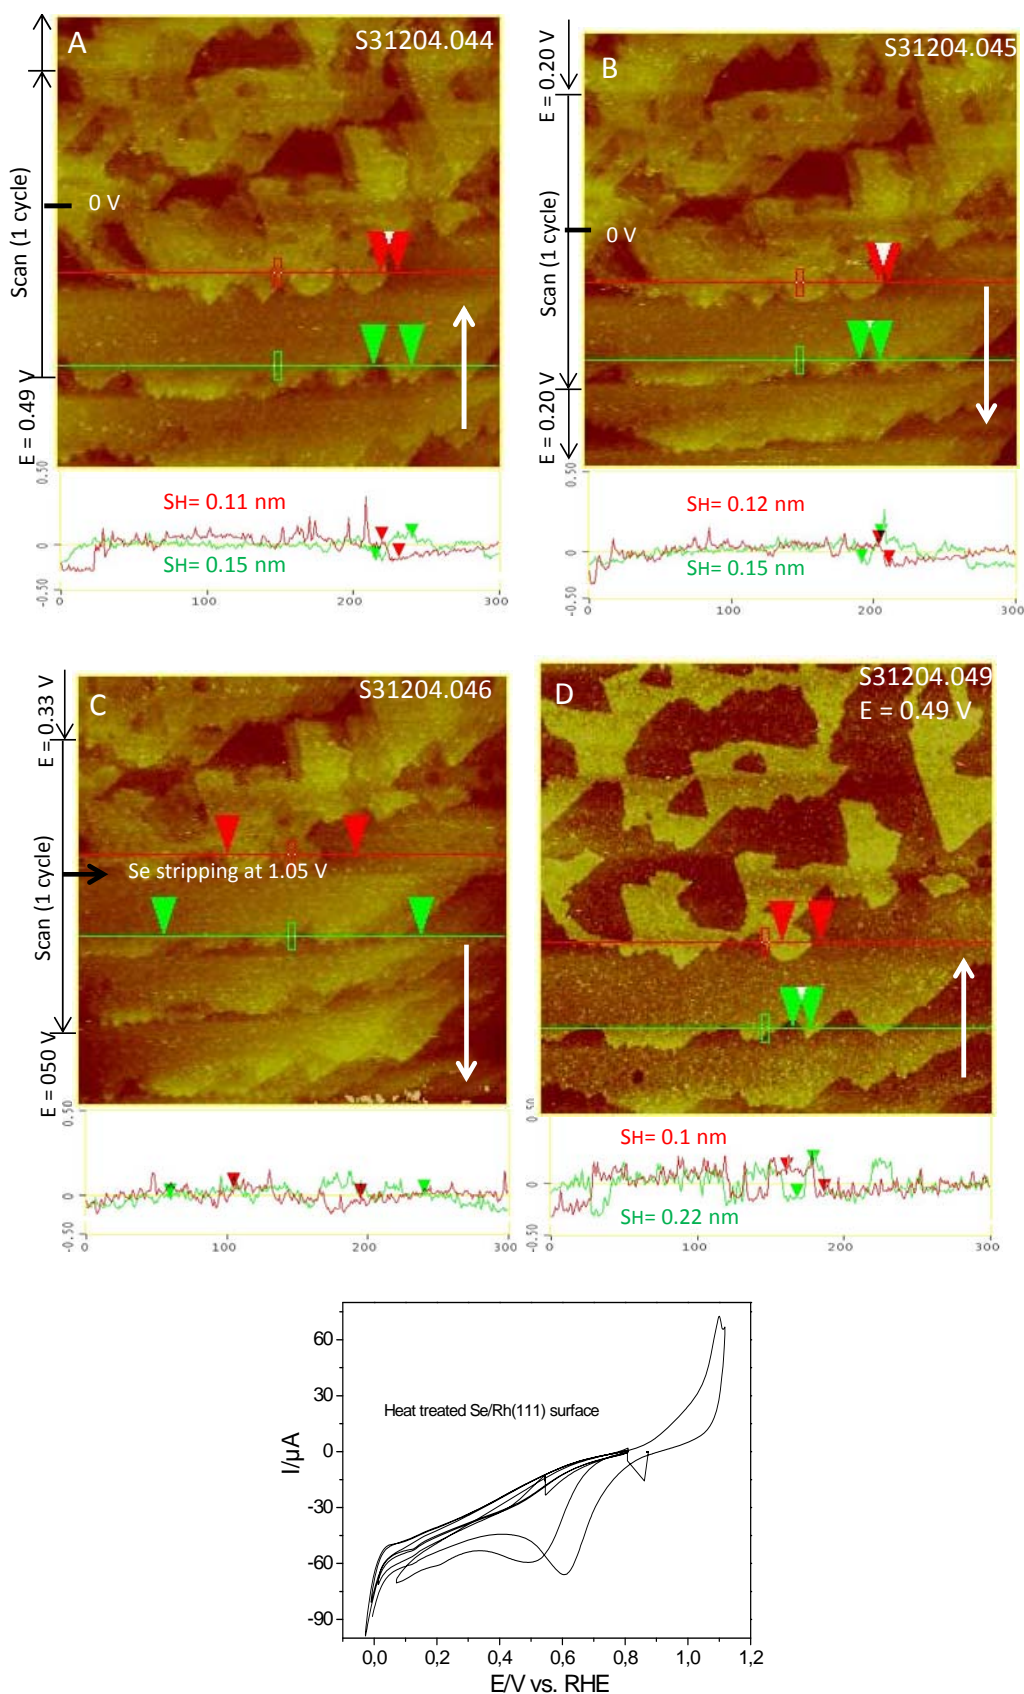 A
S31204.044
Scan (1 cycle)
0 V
E = 0.49 V
0.50
0
-0.50
SH= 0.11 nm
SH= 0.15 nm
0
100
200
300
B
S31204.045
E = 0.20 V
Scan (1 cycle)
0 V
E = 0.20 V
0.50
0
-0.50
SH= 0.12 nm
SH= 0.15 nm
0
100
200
300
C
S31204.046
E = 0.33 V
Scan (1 cycle)
Se stripping at 1.05 V
E = 050 V
0.50
0
-0.50
0
100
200
300
D
S31204.049
E = 0.49 V
0.50
0
-0.50
SH= 0.1 nm
SH= 0.22 nm
0
100
200
300
Heat treated Se/Rh(111) surface
I/µA
60
30
0
-30
-60
-90
0,0 0,2 0,4 0,6 0,8 1,0 1,2
E/V vs. RHE